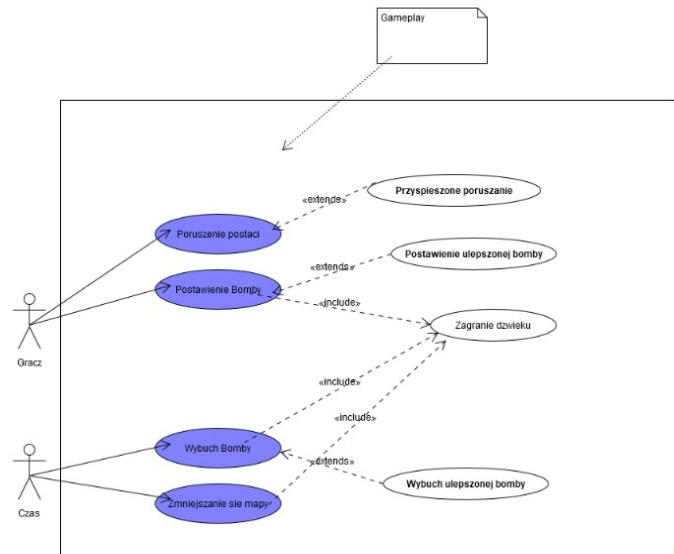 Gameplay
Przyspieszone poruszanie
«extends»
Poruszenie postaci
Postawienie ulepszonej bomby
«extends»
Postawienie Bomby
«include»
Zagranie dzwieku
Gracz
«include»
«include»
Wybuch Bomby
«extends»
Wybuch ulepszonej bomby
Zmniejszanie sie mapy
Czas